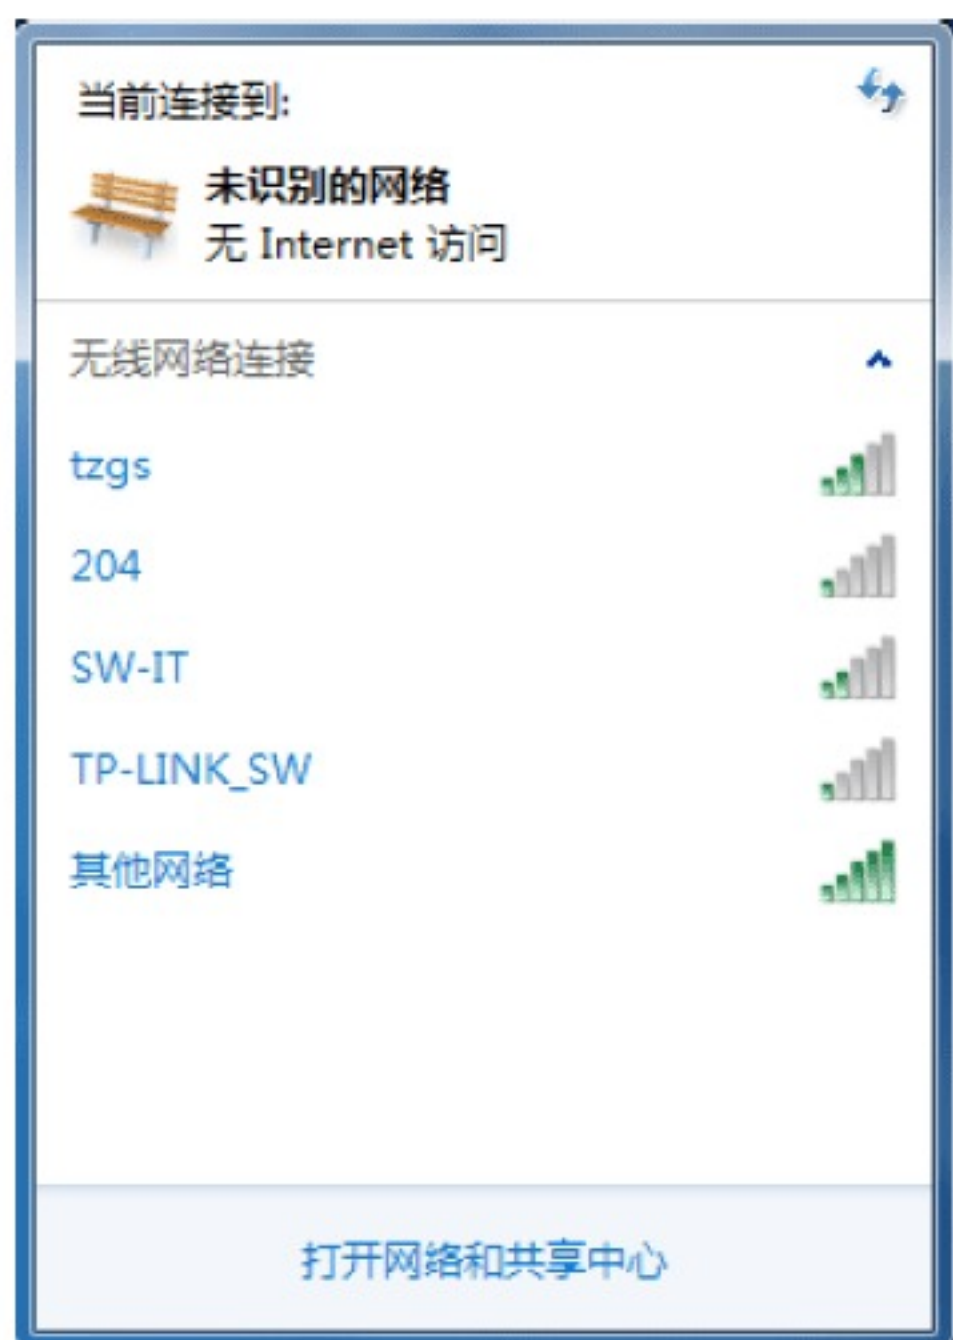 当前连接到:
未识别的网络
无 Internet 访问
无线网络连接
tzgs
204
SW-IT
TP-LINK_SW
其他网络
打开网络和共享中心